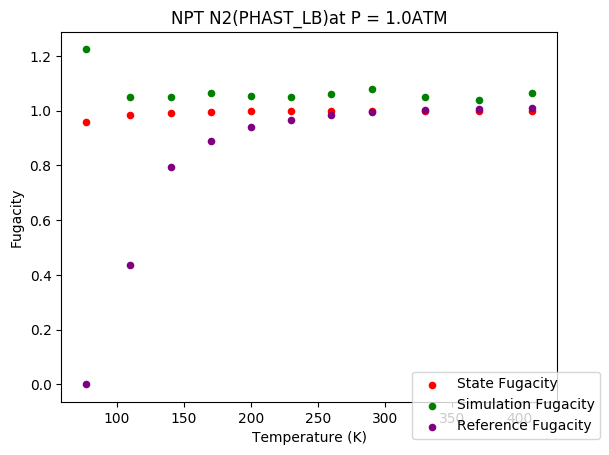 NPT N2(PHAST_LB)at P = 1.0ATM
1.2
1.0
0.8
0.6
0.4
0.2
0.0
Fugacity
100 150 200 250 300 350 400
Temperature (K)
State Fugacity
Simulation Fugacity
Reference Fugacity